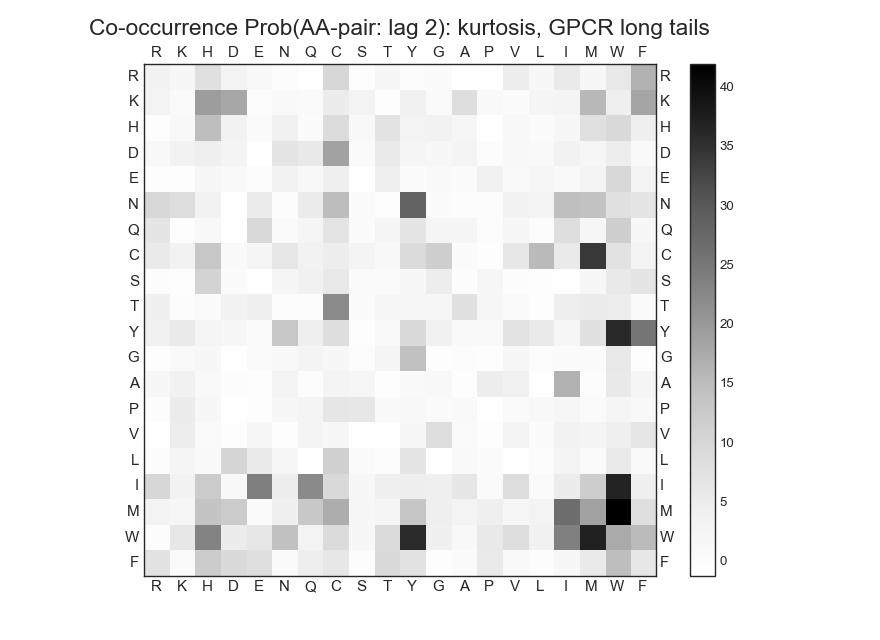 Co-occurrence Prob(AA-pair: lag 2): kurtosis, GPCR long tails
R K H D E N Q C S T Y G A P V L I M W F
R R
K K
H H
D D
E E
N N
Q Q
C C
S S
T T
Y Y
G G
A A
P P
V V
L L
I I
M M
W W
F F
R K H D E N Q C S T Y G A P V L I M W F
40
35
30
25
20
15
10
5
0